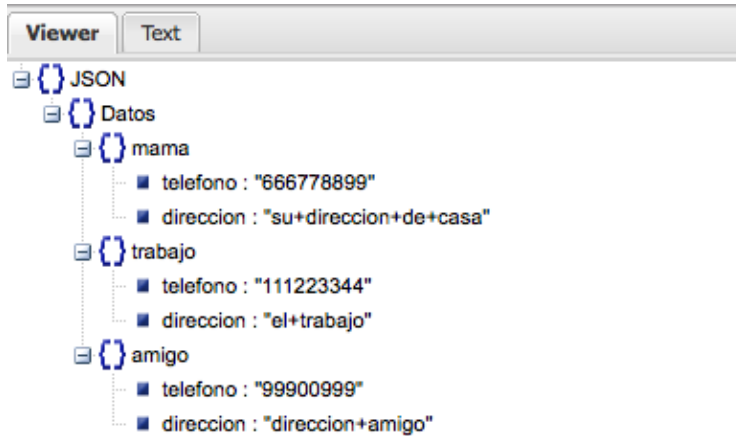 Viewer Text
JSON
Datos
mama
telefono : "666778899"
direccion : "su+direccion+de+casa"
trabajo
telefono : "111223344"
direccion : "el+trabajo"
amigo
telefono : "99900999"
direccion : "direccion+amigo"